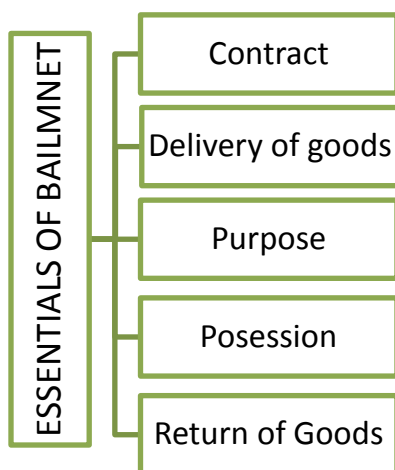 ESSENTIALS OF BAILMNET
Contract
Delivery of goods
Purpose
Posession
Return of Goods